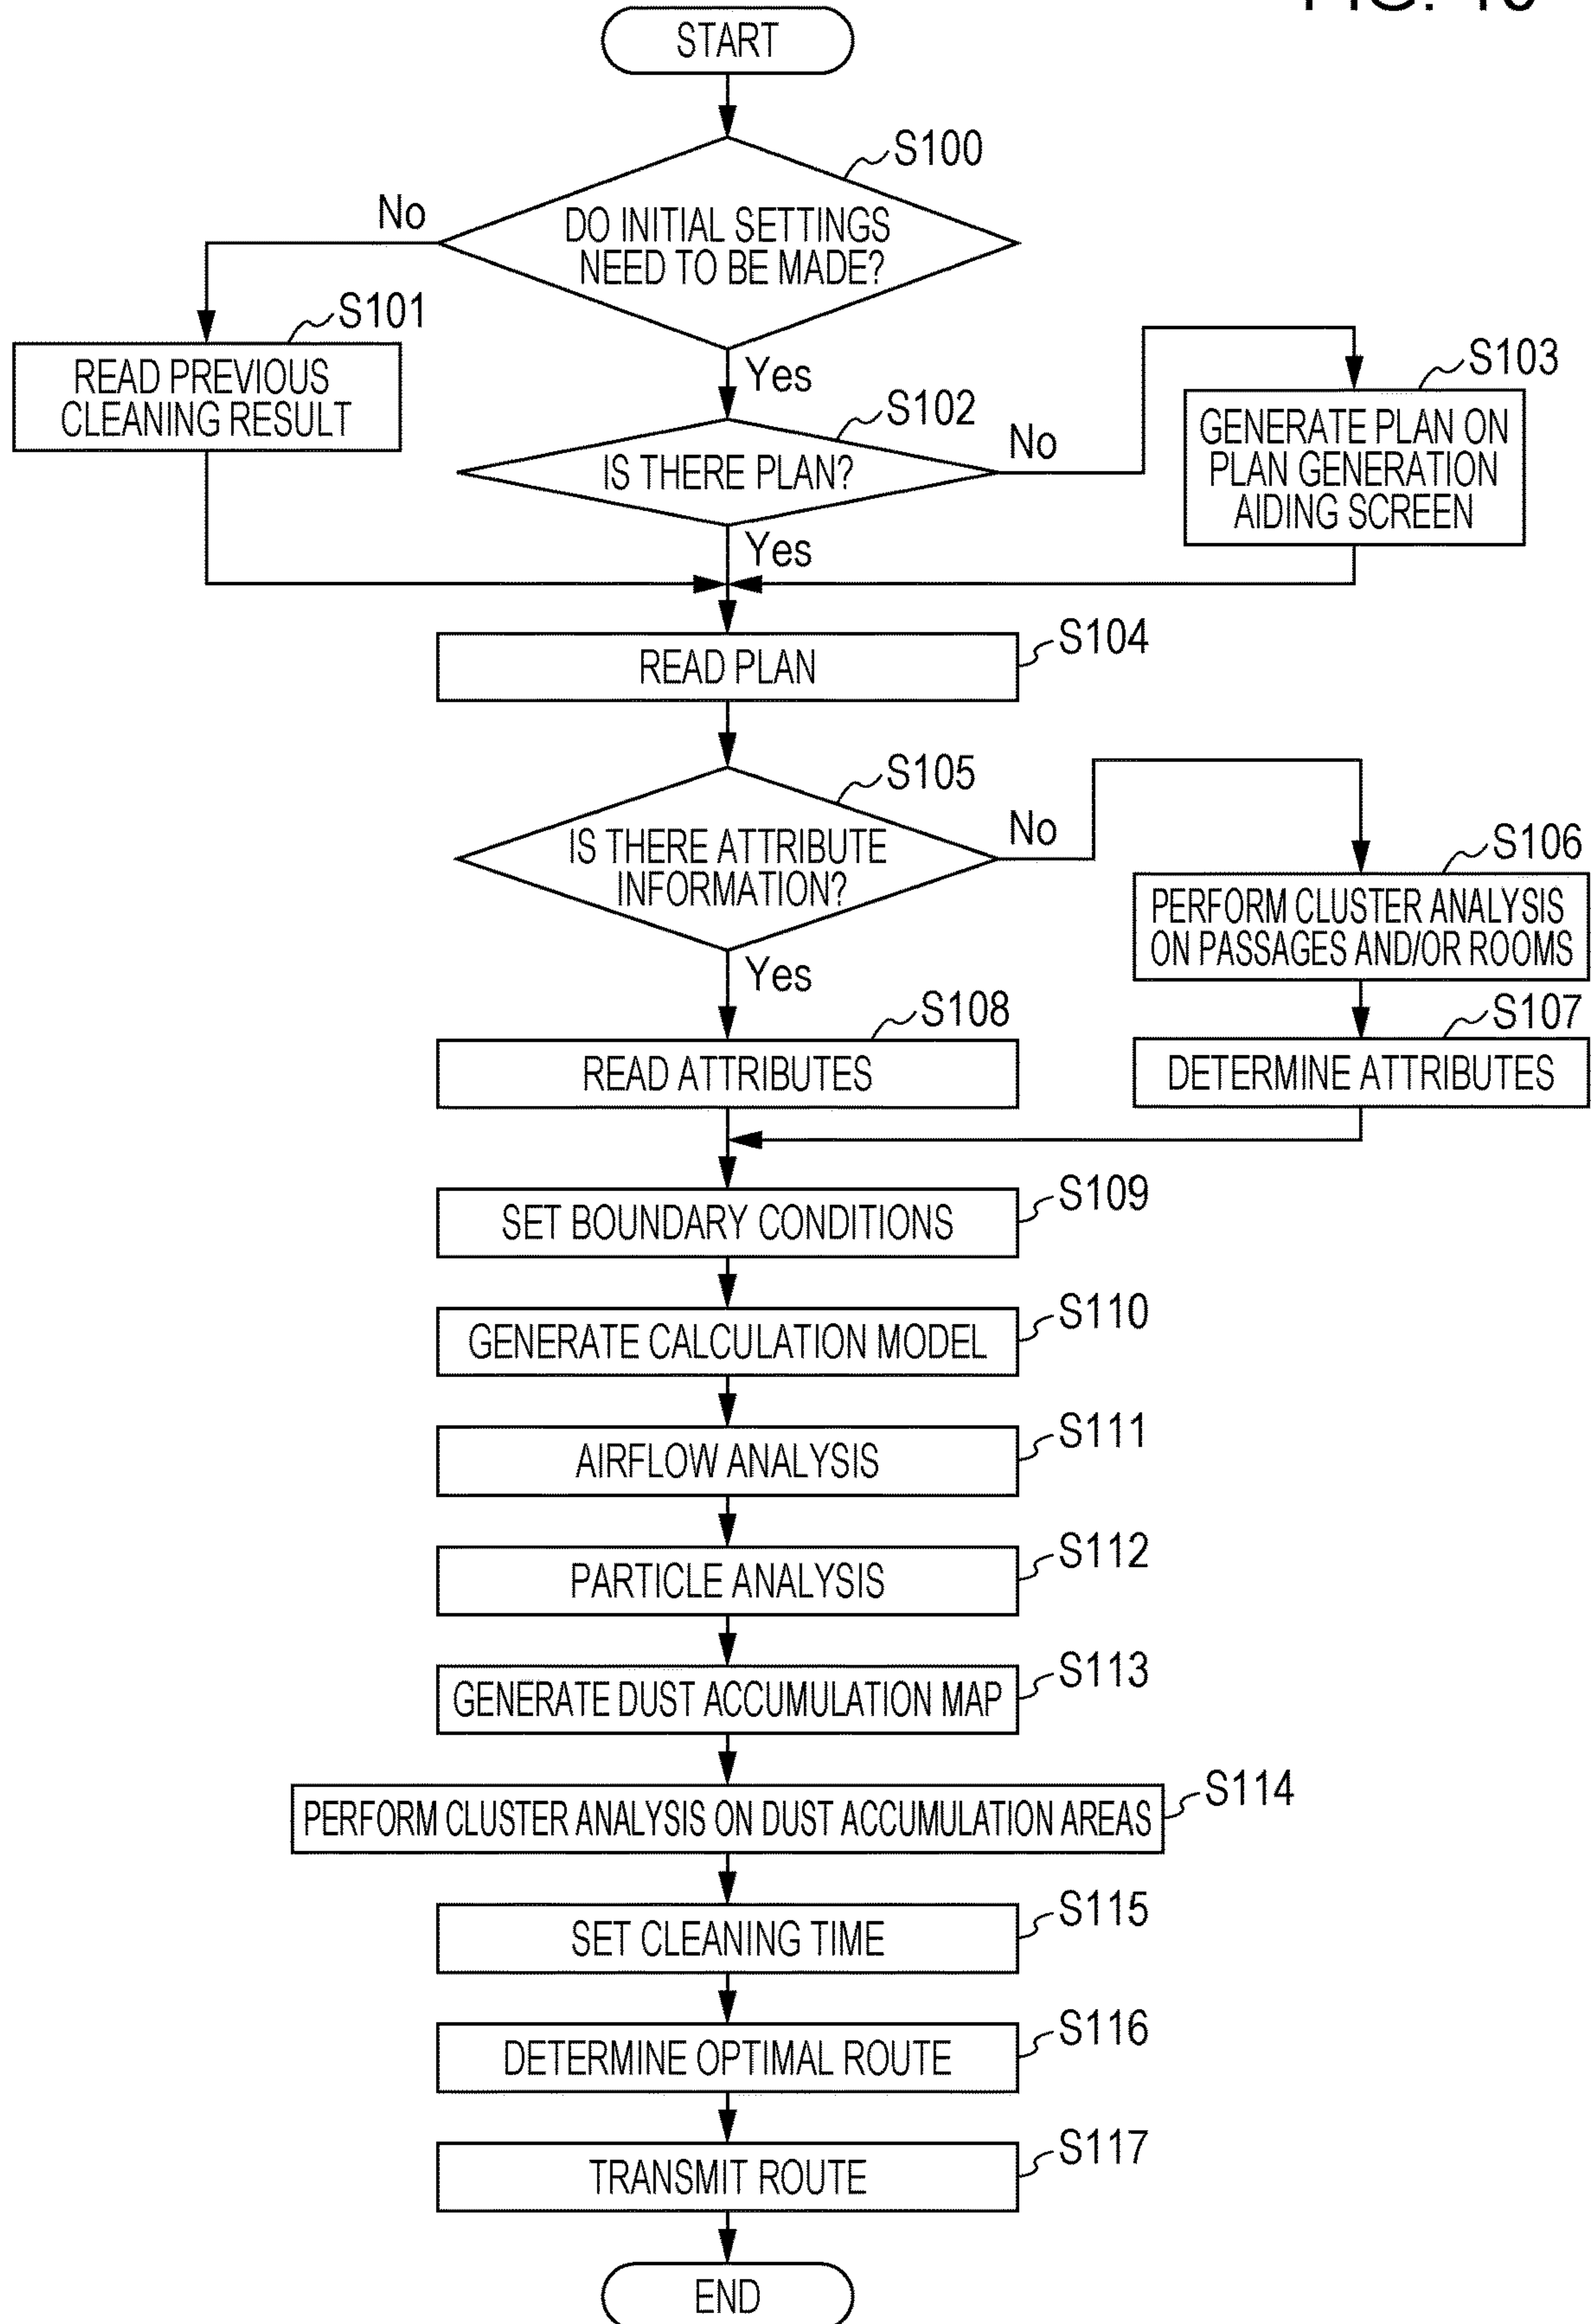 START
S100
No
DO INITIAL SETTINGS
NEED TO BE MADE?
S101
READ PREVIOUS
CLEANING RESULT
Yes
S102
No
IS THERE PLAN?
S103
GENERATE PLAN ON
PLAN GENERATION
AIDING SCREEN
Yes
S104
READ PLAN
S105
No
IS THERE ATTRIBUTE
INFORMATION?
S106
PERFORM CLUSTER ANALYSIS
ON PASSAGES AND/OR ROOMS
Yes
S108
READ ATTRIBUTES
S107
DETERMINE ATTRIBUTES
S109
SET BOUNDARY CONDITIONS
S110
GENERATE CALCULATION MODEL
S111
AIRFLOW ANALYSIS
S112
PARTICLE ANALYSIS
S113
GENERATE DUST ACCUMULATION MAP
S114
PERFORM CLUSTER ANALYSIS ON DUST ACCUMULATION AREAS
S115
SET CLEANING TIME
S116
DETERMINE OPTIMAL ROUTE
S117
TRANSMIT ROUTE
END